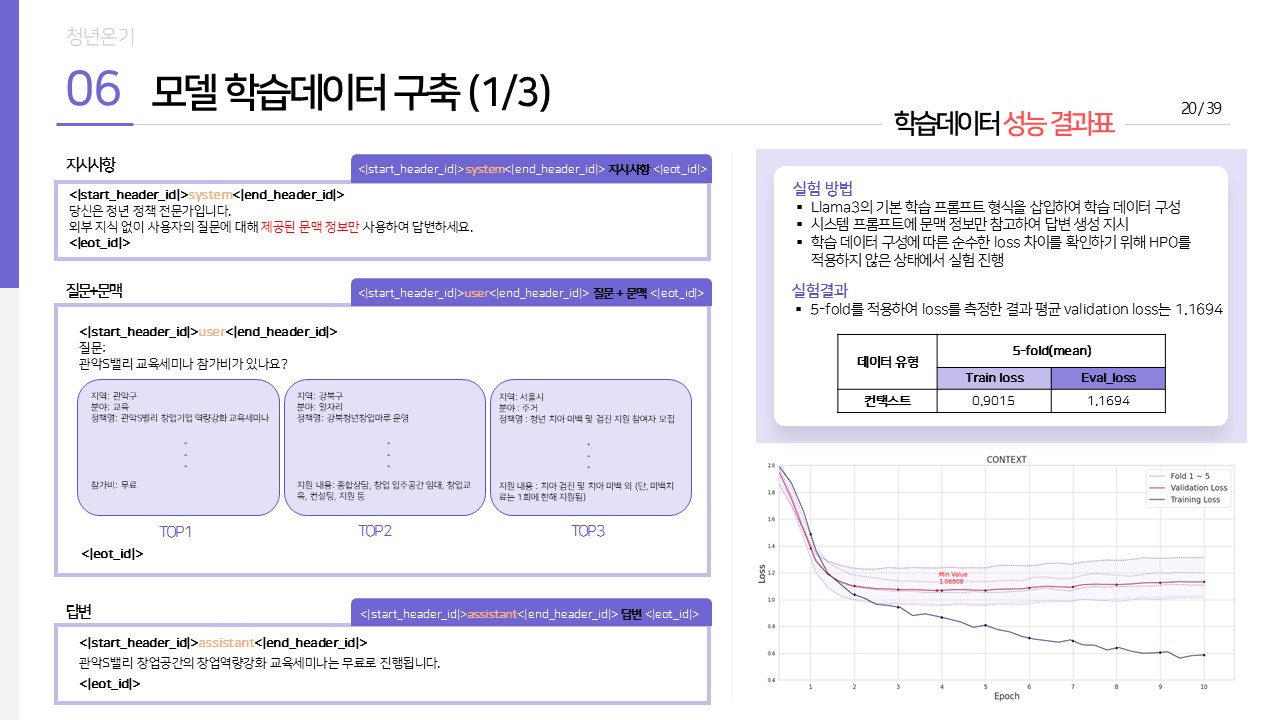 청년온기
06 모델 학습데이터 구축 (1/3)
20 / 39
지시사항
<|start_header_id|>system<|end_header_id|> 지시사항 <|eot_id|>
<|start_header_id|>system<|end_header_id|>
당신은 청년 정책 전문가입니다.
외부 지식 없이 사용자의 질문에 대해 제공된 문맥 정보만 사용하여 답변하세요.
<|eot_id|>
질문+문맥
<|start_header_id|>user<|end_header_id|> 질문 + 문맥 <|eot_id|>
<|start_header_id|>user<|end_header_id|>
질문:
관악S밸리 교육세미나 참가비가 있나요?
지역: 관악구
분야: 교육
정책명: 관악S밸리 창업기업 역량강화 교육세미나
.
.
.
참가비: 무료
TOP1
지역: 강북구
분야: 일자리
정책명: 강북청년창업마루 운영
.
.
.
지원 내용: 종합상담, 창업 입주공간 임대, 창업교
육, 컨설팅, 지원 등
TOP2
지역: 서울시
분야 : 주거
정책명 : 청년 치아 미백 및 검진 지원 참여자 모집
.
.
.
지원 내용 : 치아 검진 및 치아 미백 외 (단, 미백치
료는 1회에 한해 지원됨)
TOP3
<|eot_id|>
답변
<|start_header_id|>assistant<|end_header_id|> 답변 <|eot_id|>
<|start_header_id|>assistant<|end_header_id|>
관악S밸리 창업공간의 창업역량강화 교육세미나는 무료로 진행됩니다.
<|eot_id|>
학습데이터 성능 결과표
실험 방법
▪ Llama3의 기본 학습 프롬프트 형식을 삽입하여 학습 데이터 구성
▪ 시스템 프롬프트에 문맥 정보만 참고하여 답변 생성 지시
▪ 학습 데이터 구성에 따른 순수한 loss 차이를 확인하기 위해 HPO를
적용하지 않은 상태에서 실험 진행
실험결과
▪ 5-fold를 적용하여 loss를 측정한 결과 평균 validation loss는 1.1694
데이터 유형 5-fold(mean)
Train loss Eval_loss
컨택스트 0.9015 1.1694
CONTEXT
Fold 1 ~ 5
Validation Loss
Training Loss
Min Value
1.06808
Loss
2.0
1.8
1.6
1.4
1.2
1.0
0.8
0.6
0.4
1 2 3 4 5 6 7 8 9 10
Epoch